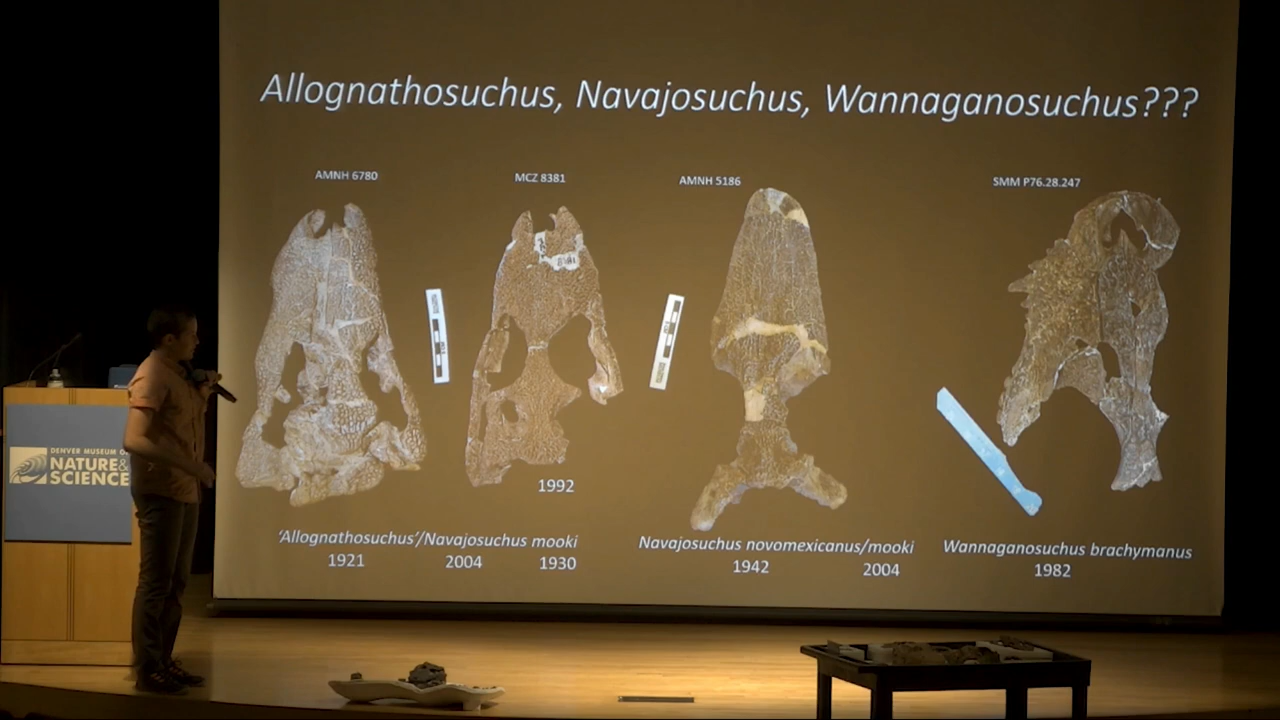 Allognathosuchus, Navajosuchus, Wannaganosuchus???
AMNH 6780
MCZ 8381
AMNH 5186
SMM P76.28.247
1992
'Allognathosuchus'/Navajosuchus mooki
1921 2004 1930
Navajosuchus novomexicanus/mooki
1942 2004
Wannaganosuchus brachymanus
1982
DENVER MUSEUM OF
NATURE &
SCIENCE